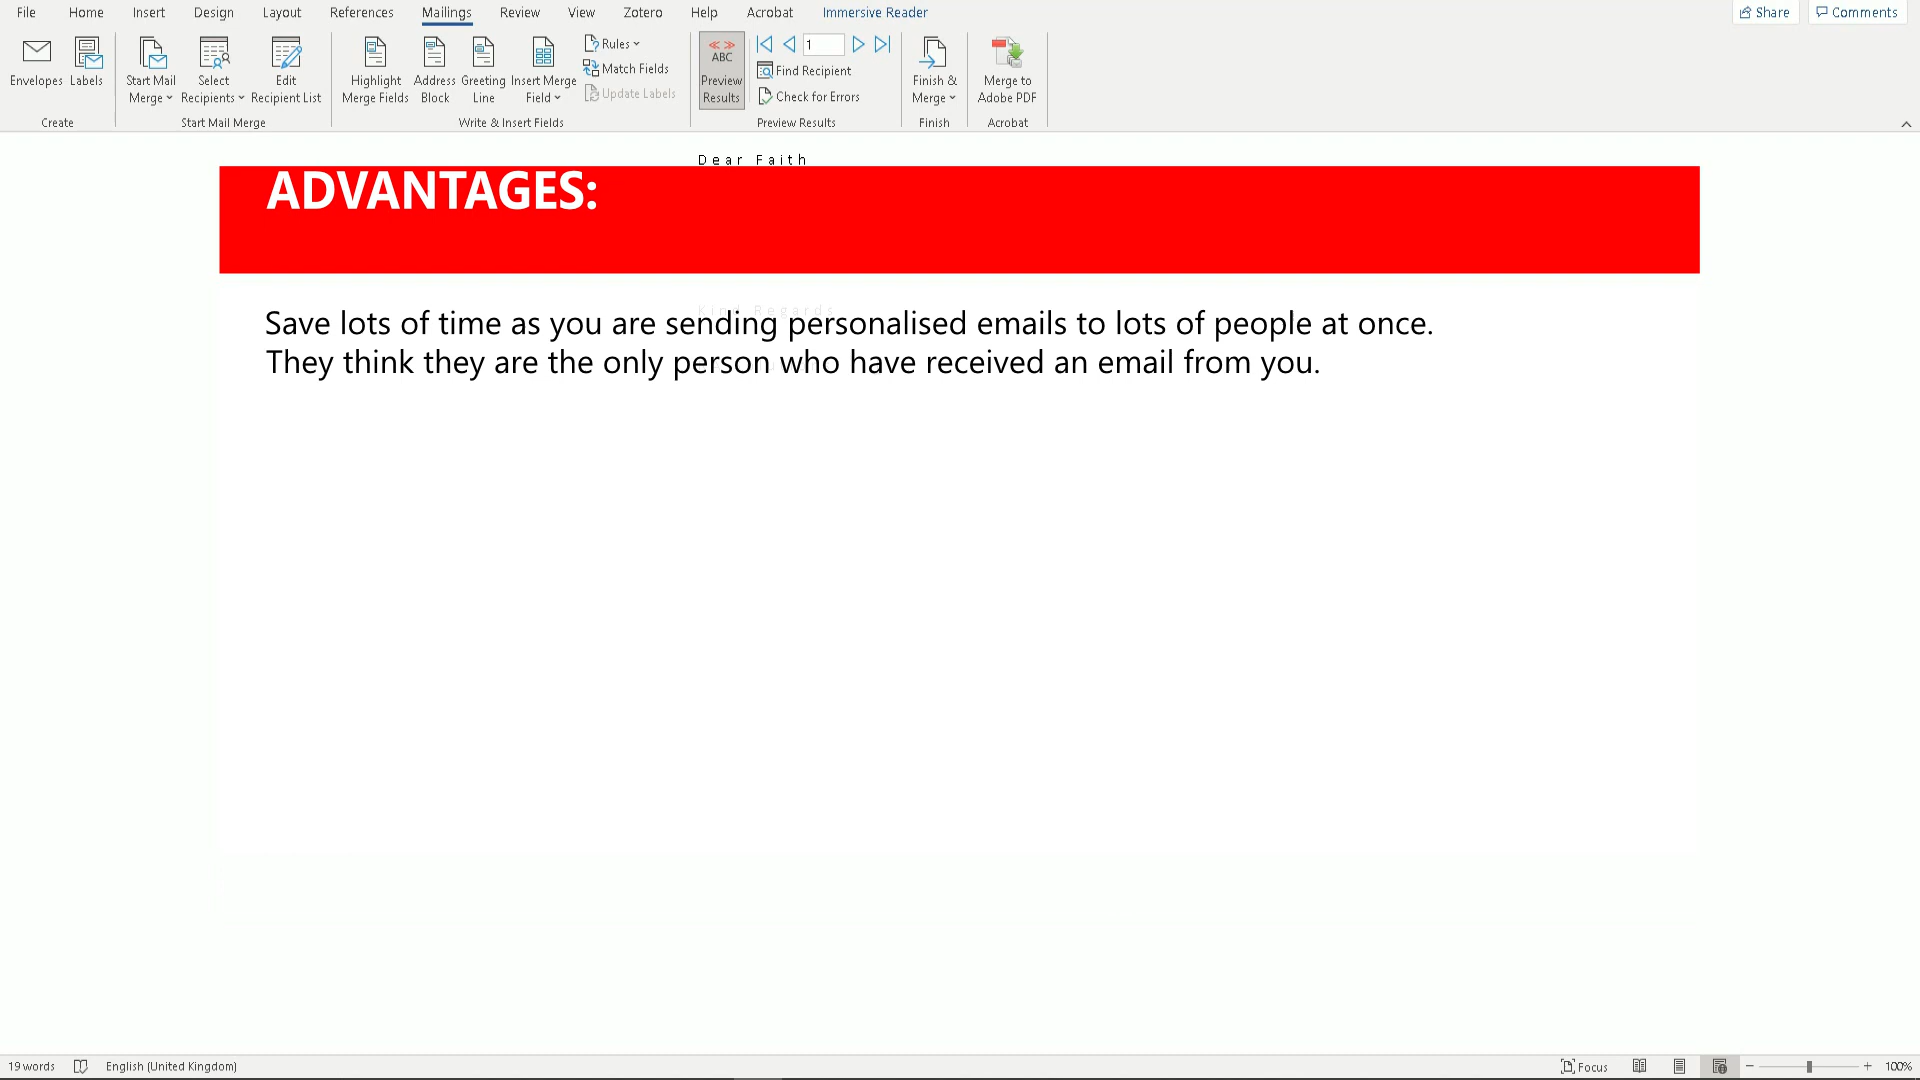 File Home Insert Design Layout References Mailings Review View Zotero Help Acrobat Immersive Reader Share Comments
Envelopes Labels
Start Mail Merge
Select Recipients
Edit Recipient List
Highlight Merge Fields
Address Block
Greeting Line
Insert Merge Field
Rules
Match Fields
Update Labels
ABC
Preview Results
1
Find Recipient
Check for Errors
Finish & Merge
Merge to Adobe PDF
Create Start Mail Merge Write & Insert Fields Preview Results Finish Acrobat
Dear Faith
ADVANTAGES:
Kind Regards
Save lots of time as you are sending personalised emails to lots of people at once.
They think they are the only person who have received an email from you.
19 words English (United Kingdom) Focus 100%